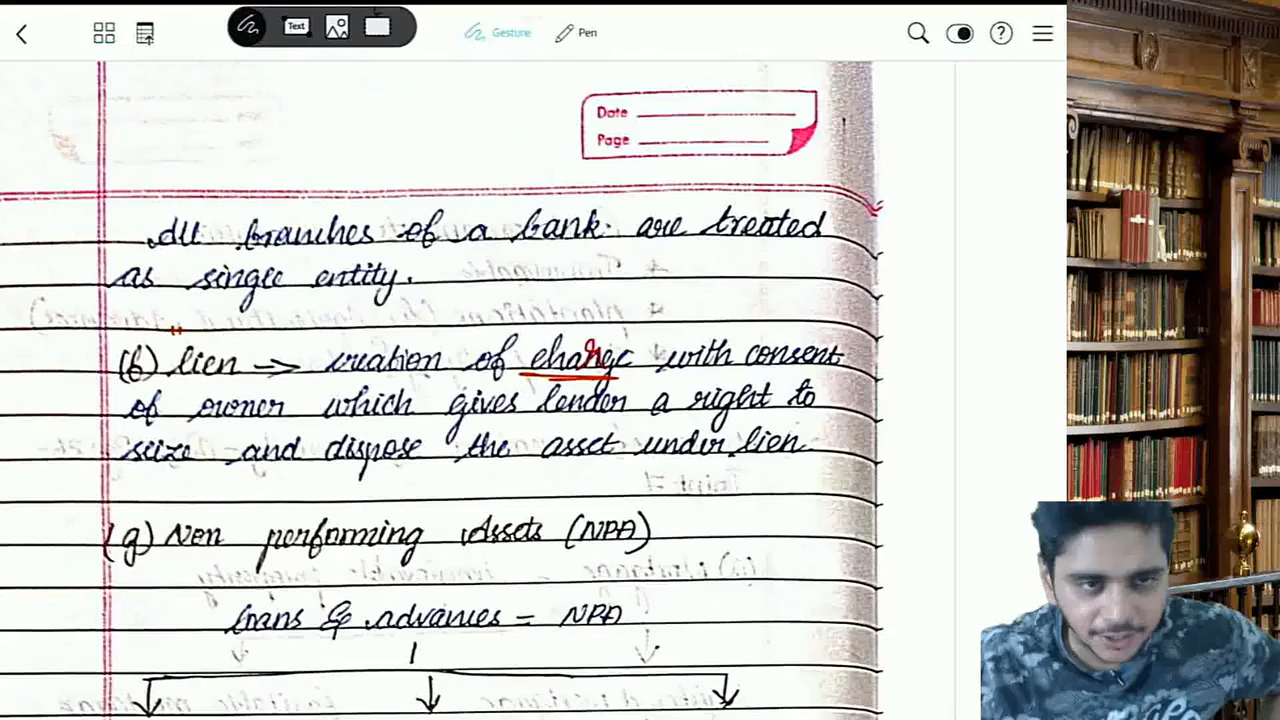 Text
Gesture
Pen
Date
Page
All branches of a bank are treated
as single entity.
(f) lien → creation of charge with consent
of owner which gives lender a right to
seize and dispose the asset under lien.
(g) Non performing Assets (NPA)
loans & advances = NPA